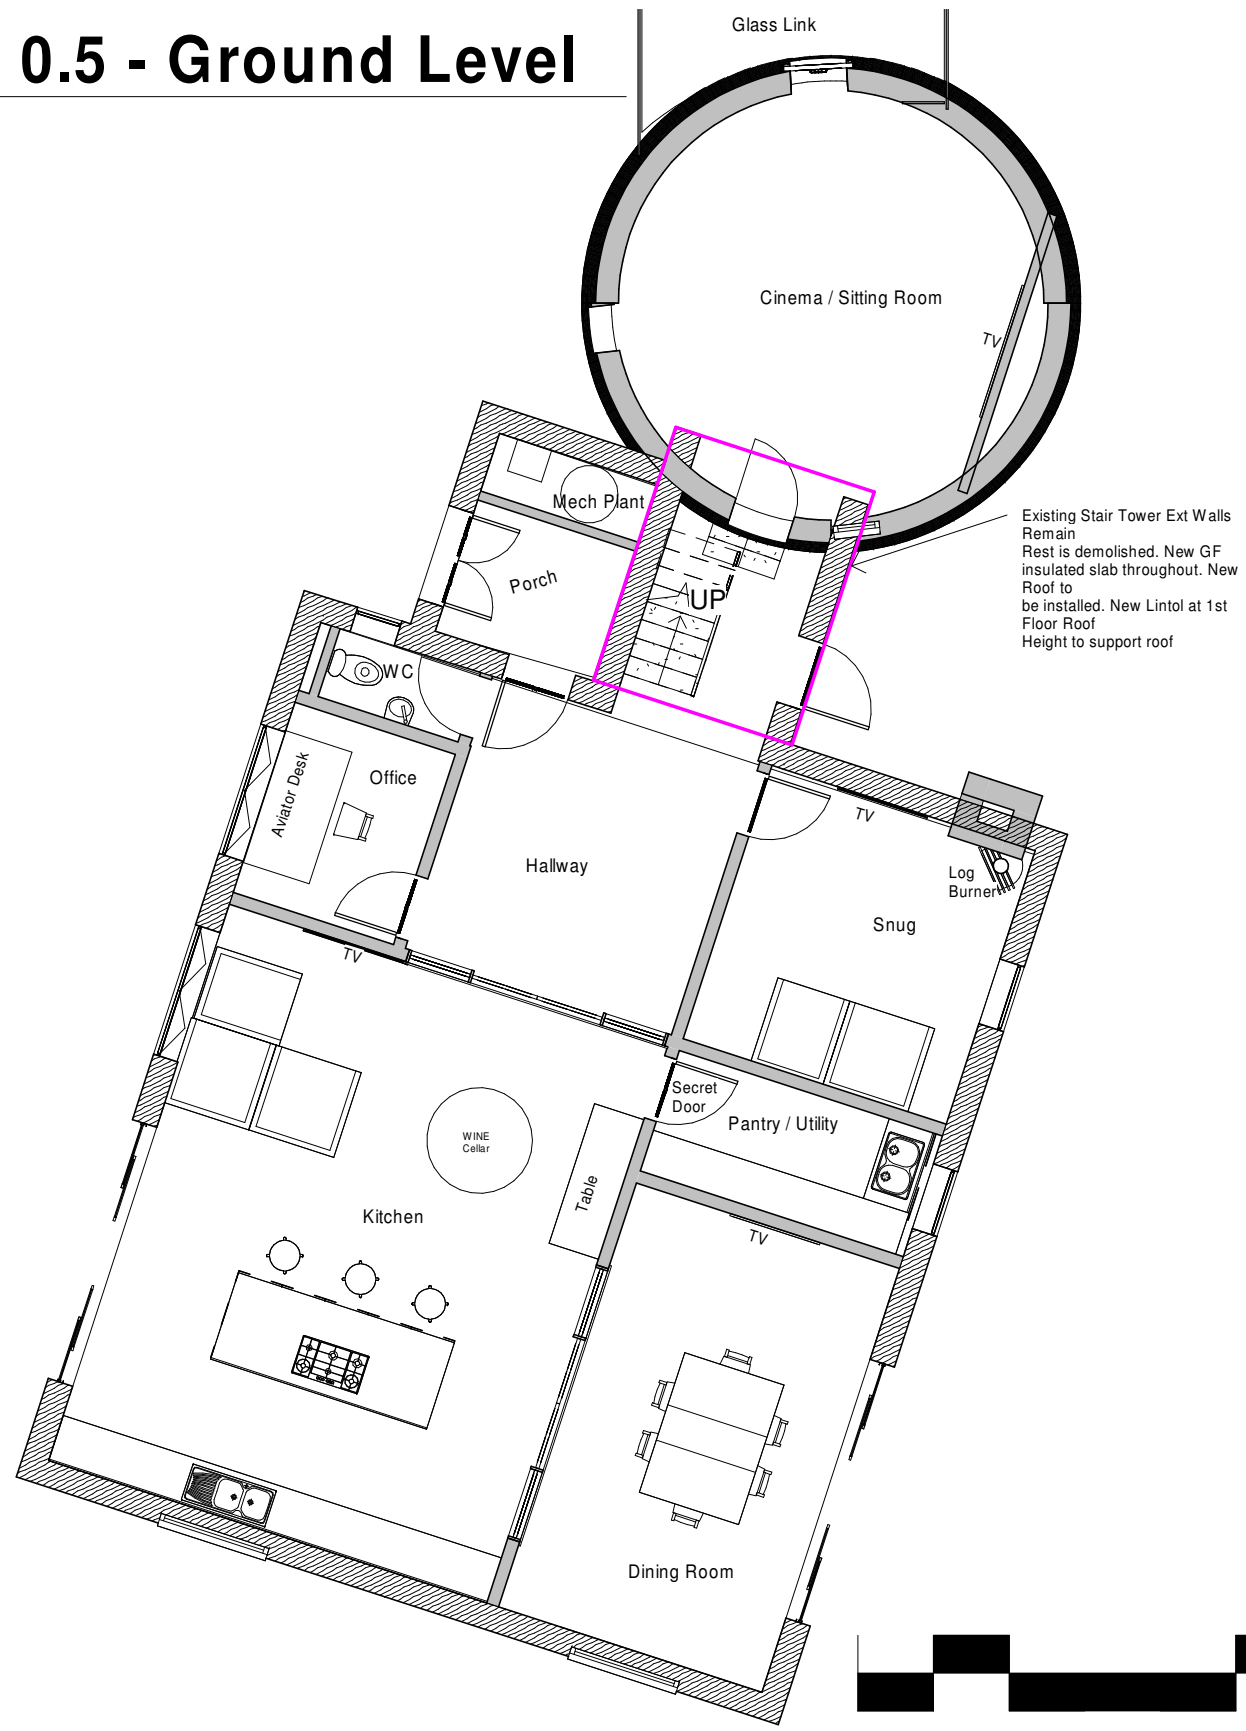 0.5 - Ground Level
Glass Link
Cinema / Sitting Room
TV
Mech Plant
Existing Stair Tower Ext Walls
Remain
Rest is demolished. New GF
insulated slab throughout. New
Roof to
be installed. New Lintol at 1st
Floor Roof
Height to support roof
Porch
UP
WC
Office
Aviator Desk
TV
Hallway
Log
Burner
Snug
TV
Secret
Door
Pantry / Utility
WINE
Cellar
Table
Kitchen
TV
Dining Room